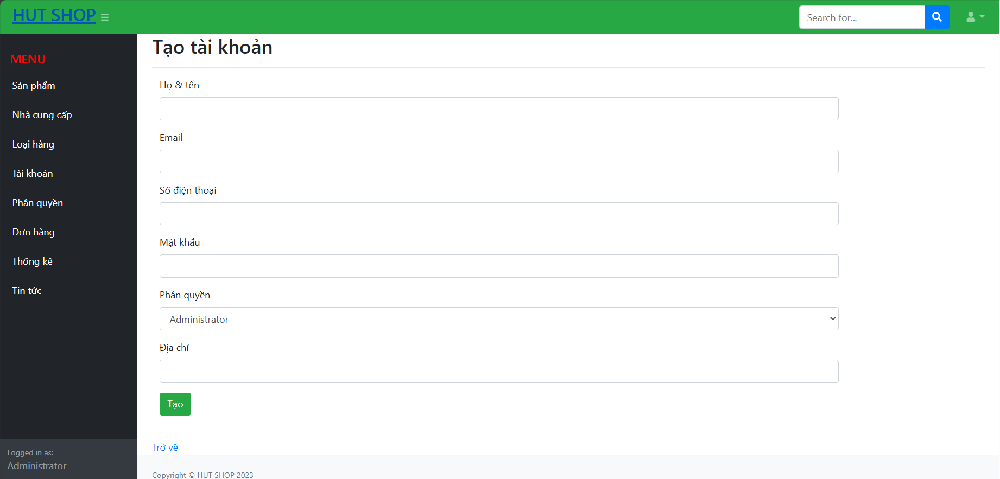 HUT SHOP
Search for...
MENU
Sản phẩm
Nhà cung cấp
Loại hàng
Tài khoản
Phân quyền
Đơn hàng
Thống kê
Tin tức
Logged in as:
Administrator
Tạo tài khoản
Họ & tên
Email
Số điện thoại
Mật khẩu
Phân quyền
Administrator
Địa chỉ
Tạo
Trở về
Copyright © HUT SHOP 2023